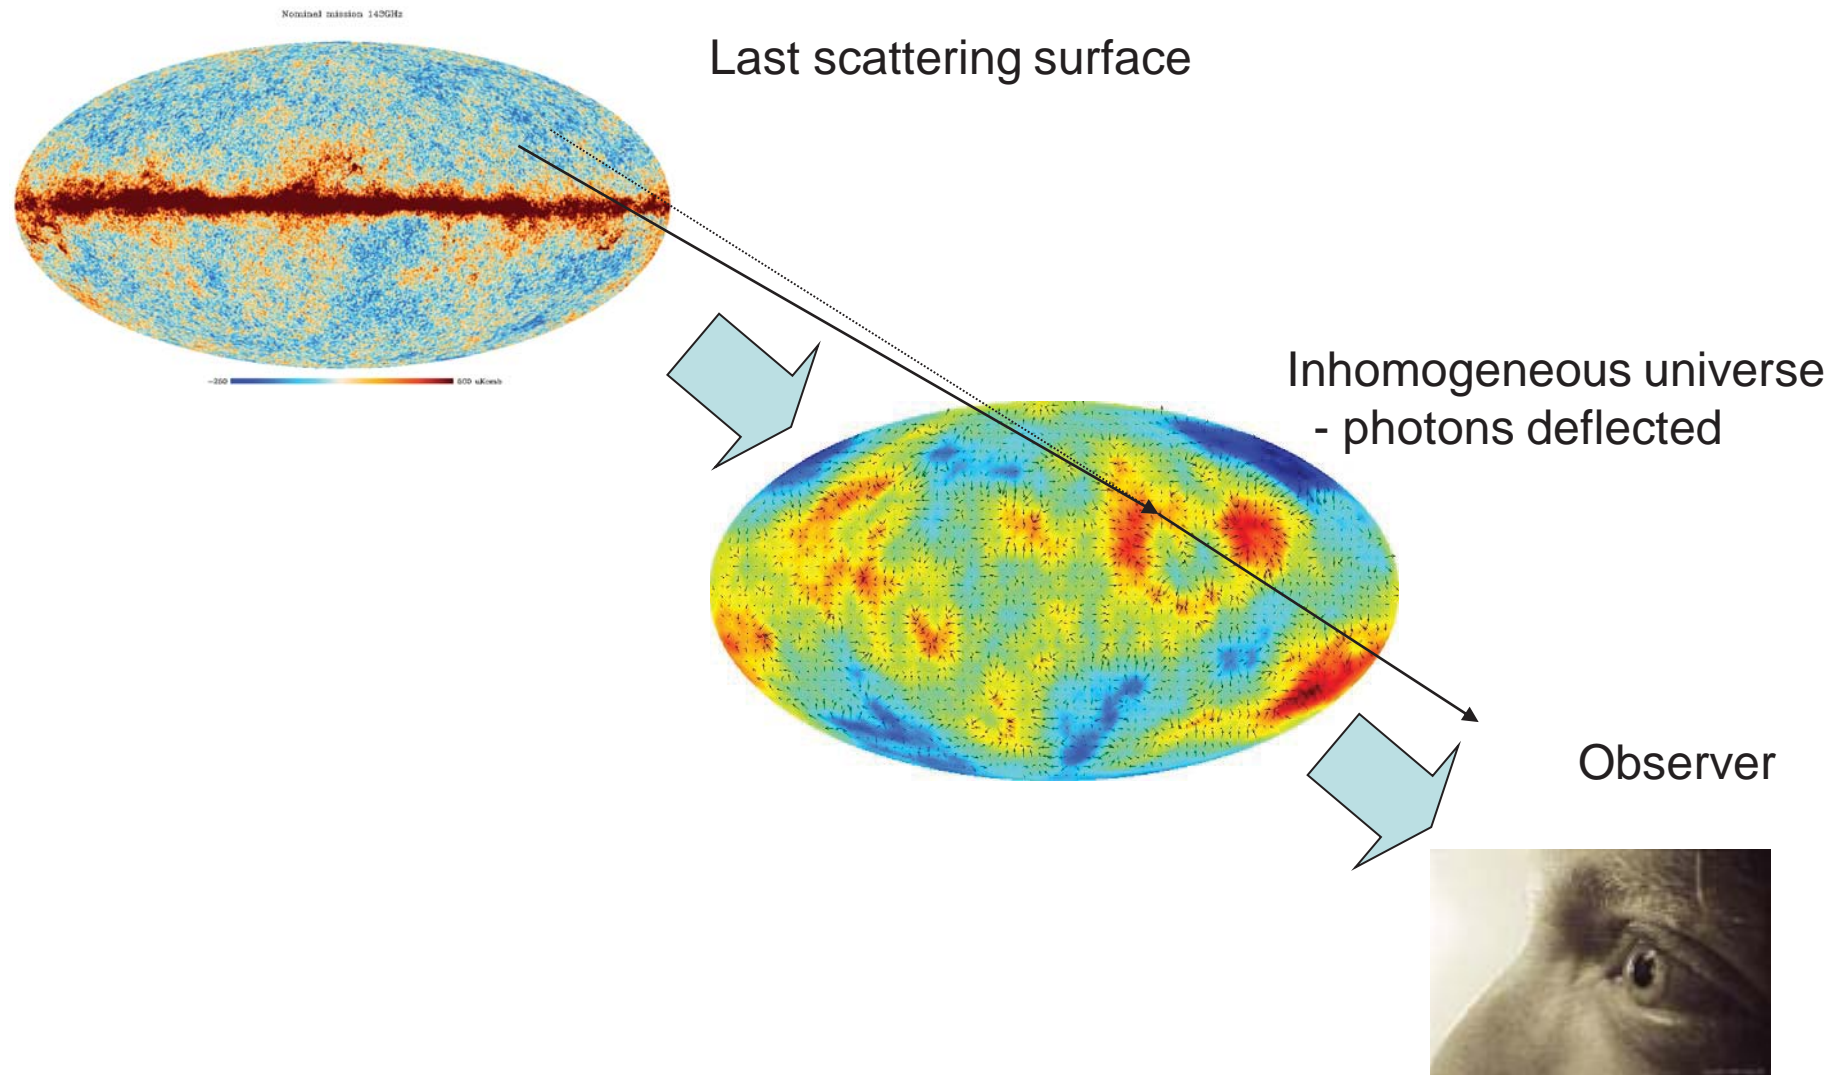 Nominal mission 143GHz
Last scattering surface
-250 500 uKcmb
Inhomogeneous universe
- photons deflected
Observer